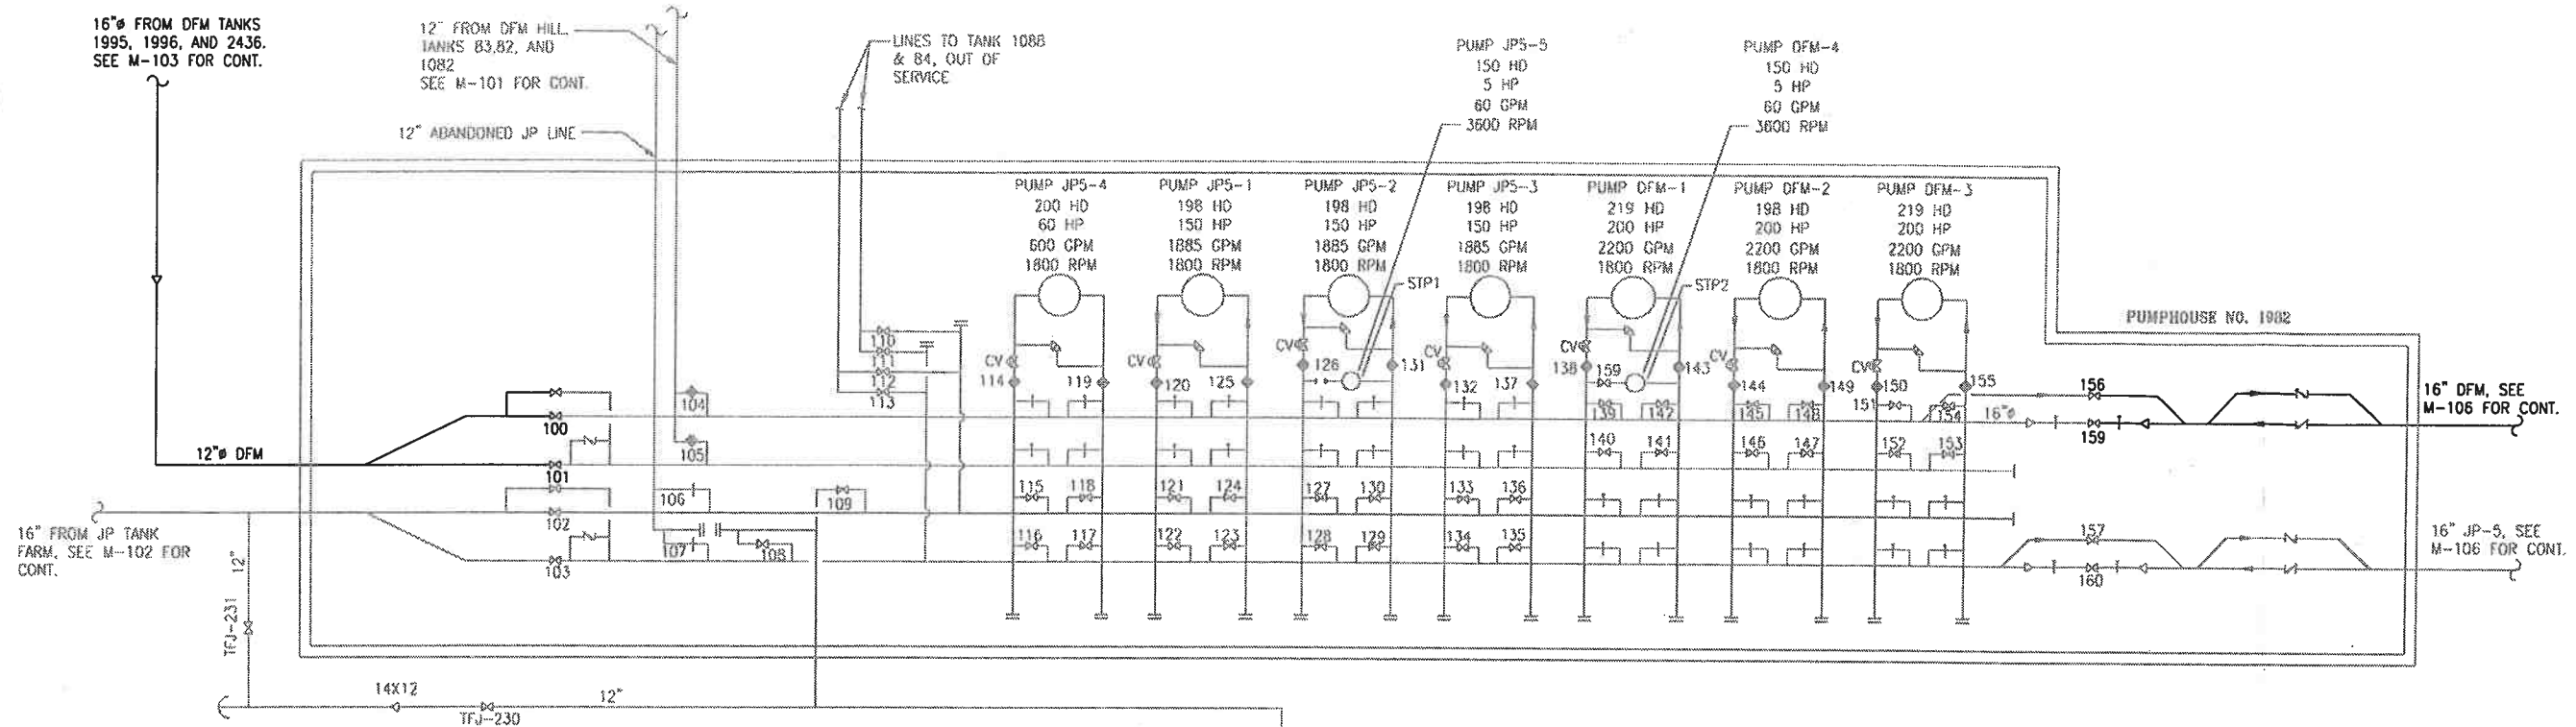 16"ø FROM DFM TANKS
1995, 1996, AND 2436.
SEE M-103 FOR CONT.
12" FROM DFM HILL.
TANKS 83,82, AND
1082
SEE M-101 FOR CONT.
12" ABANDONED JP LINE
LINES TO TANK 1088
& 84, OUT OF
SERVICE
PUMP JP5-5
150 HD
5 HP
60 GPM
3600 RPM
PUMP DFM-4
150 HD
5 HP
60 GPM
3600 RPM
PUMP JP5-4
200 HD
60 HP
600 GPM
1800 RPM
PUMP JP5-1
198 HD
150 HP
1885 GPM
1800 RPM
PUMP JP5-2
198 HD
150 HP
1885 GPM
1800 RPM
PUMP JP5-3
198 HD
150 HP
1885 GPM
1800 RPM
PUMP DFM-1
219 HD
200 HP
2200 GPM
1800 RPM
PUMP DFM-2
198 HD
200 HP
2200 GPM
1800 RPM
PUMP DFM-3
219 HD
200 HP
2200 GPM
1800 RPM
STP1
STP2
PUMPHOUSE NO. 1982
110
111
112
113
CV
114
119
CV
120
125
CV
126
131
CV
132
137
CV
138
159
143
CV
144
149
CV
150
155
104
100
139
142
145
148
151
154
16"ø
156
159
16" DFM, SEE
M-106 FOR CONT.
12"ø DFM
101
105
140
141
146
147
152
153
106
109
115
118
121
124
127
130
133
136
102
16" FROM JP TANK
FARM, SEE M-102 FOR
CONT.
107
108
116
117
122
123
128
129
134
135
103
157
160
16" JP-5, SEE
M-106 FOR CONT.
12"
TFJ-231
14X12
12"
TFJ-230